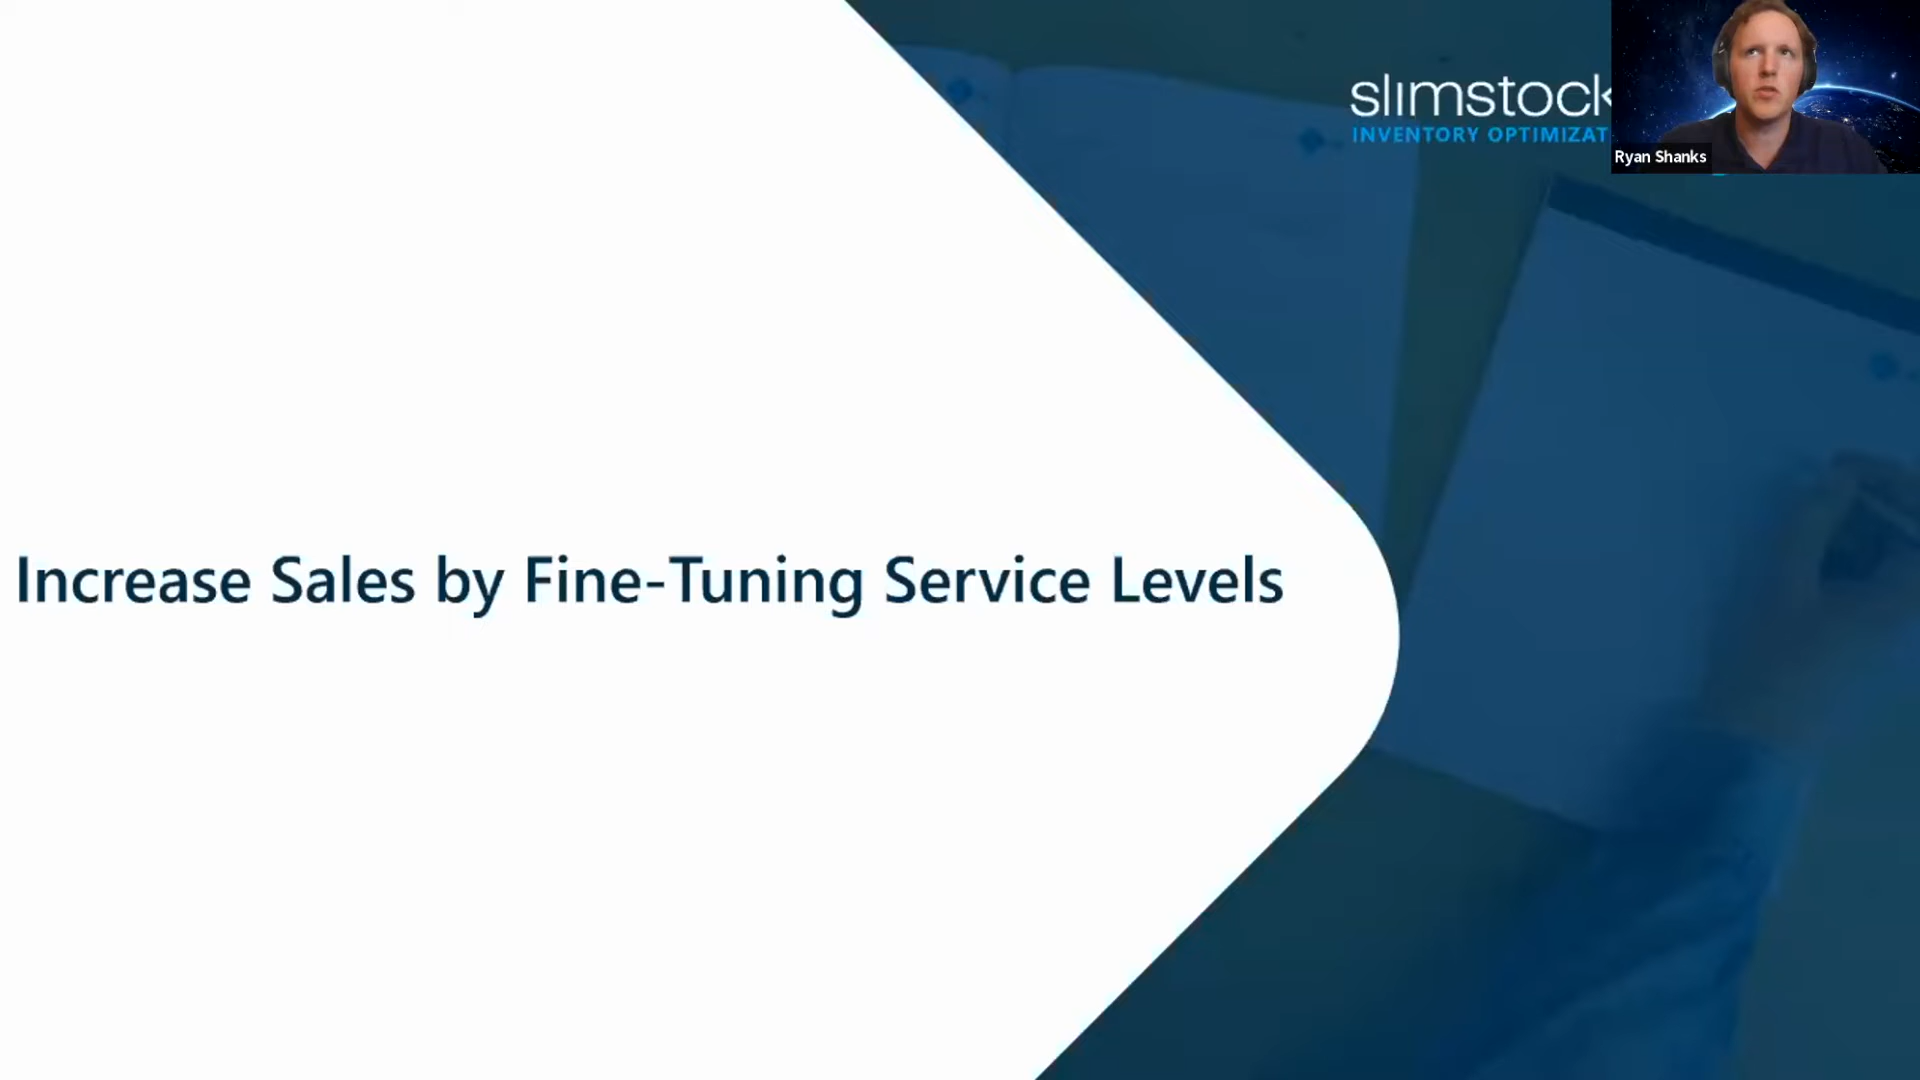 slimstock
INVENTORY OPTIMIZAT
Ryan Shanks
Increase Sales by Fine-Tuning Service Levels